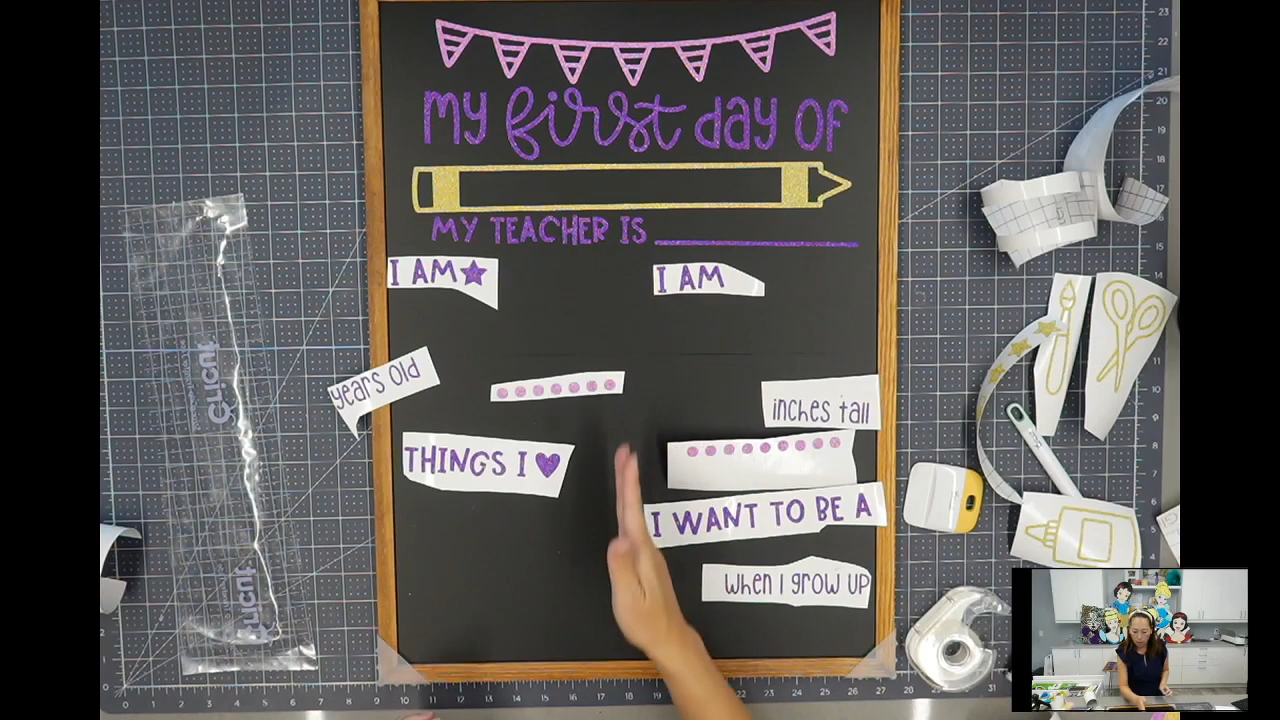 my first day of
MY TEACHER IS
I AM
I AM
years old
inches tall
THINGS I
I WANT TO BE A
when I grow up
cricut
cricut